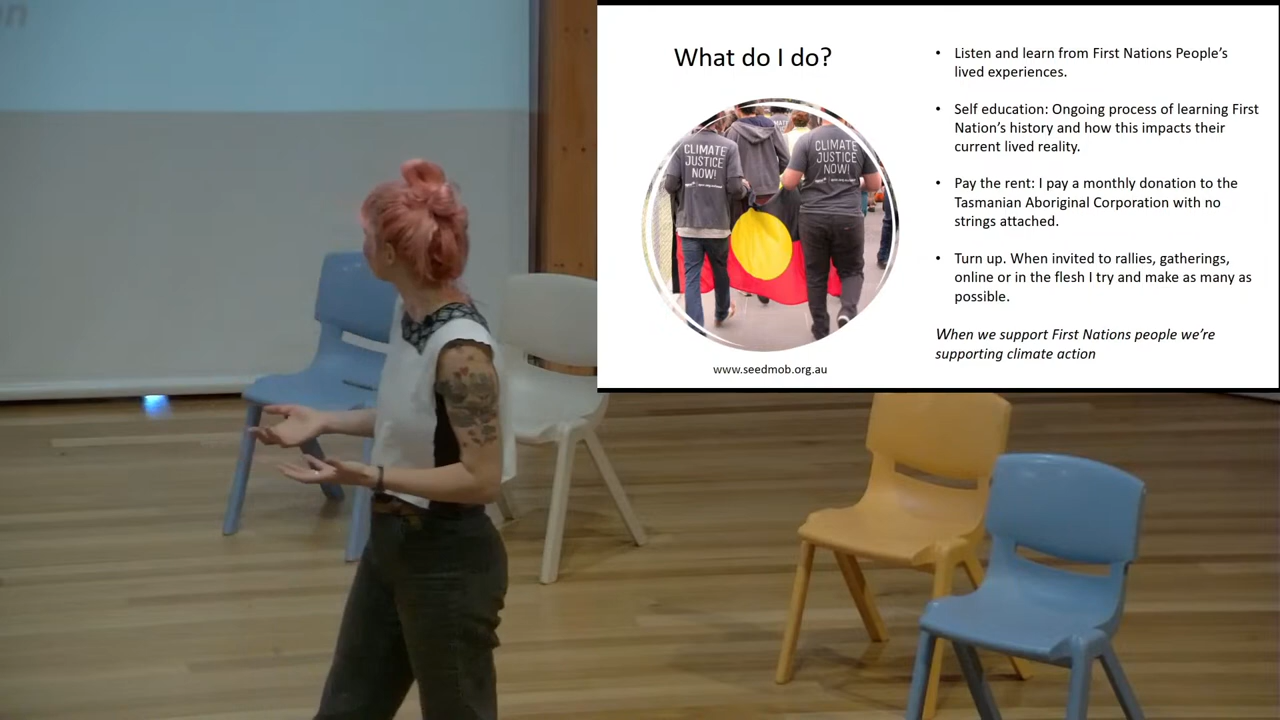 What do I do?
CLIMATE
JUSTICE
NOW!
CLIMATE
JUSTICE
NOW!
www.seedmob.org.au
• Listen and learn from First Nations People's
lived experiences.
• Self education: Ongoing process of learning First
Nation's history and how this impacts their
current lived reality.
• Pay the rent: I pay a monthly donation to the
Tasmanian Aboriginal Corporation with no
strings attached.
• Turn up. When invited to rallies, gatherings,
online or in the flesh I try and make as many as
possible.
When we support First Nations people we're
supporting climate action